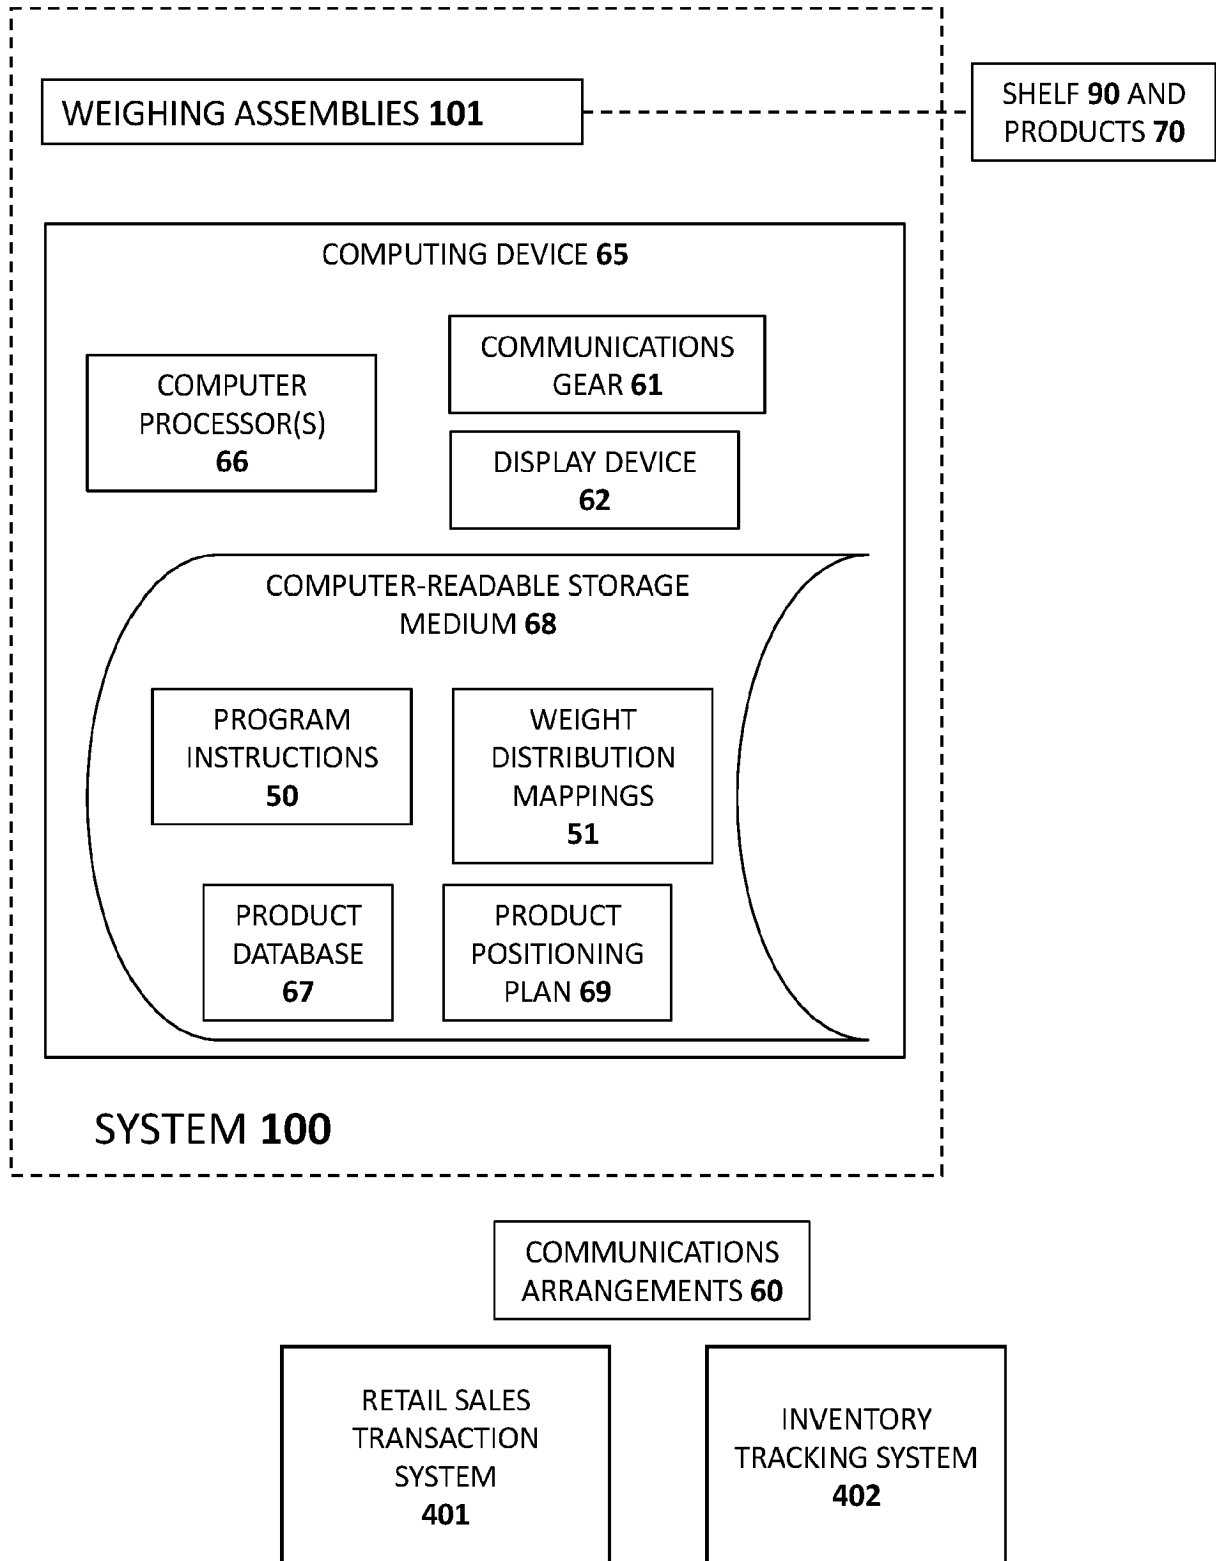 WEIGHING ASSEMBLIES 101
SHELF 90 AND
PRODUCTS 70
COMPUTING DEVICE 65
COMPUTER
PROCESSOR(S)
66
COMMUNICATIONS
GEAR 61
DISPLAY DEVICE
62
COMPUTER-READABLE STORAGE
MEDIUM 68
PROGRAM
INSTRUCTIONS
50
WEIGHT
DISTRIBUTION
MAPPINGS
51
PRODUCT
DATABASE
67
PRODUCT
POSITIONING
PLAN 69
SYSTEM 100
COMMUNICATIONS
ARRANGEMENTS 60
RETAIL SALES
TRANSACTION
SYSTEM
401
INVENTORY
TRACKING SYSTEM
402